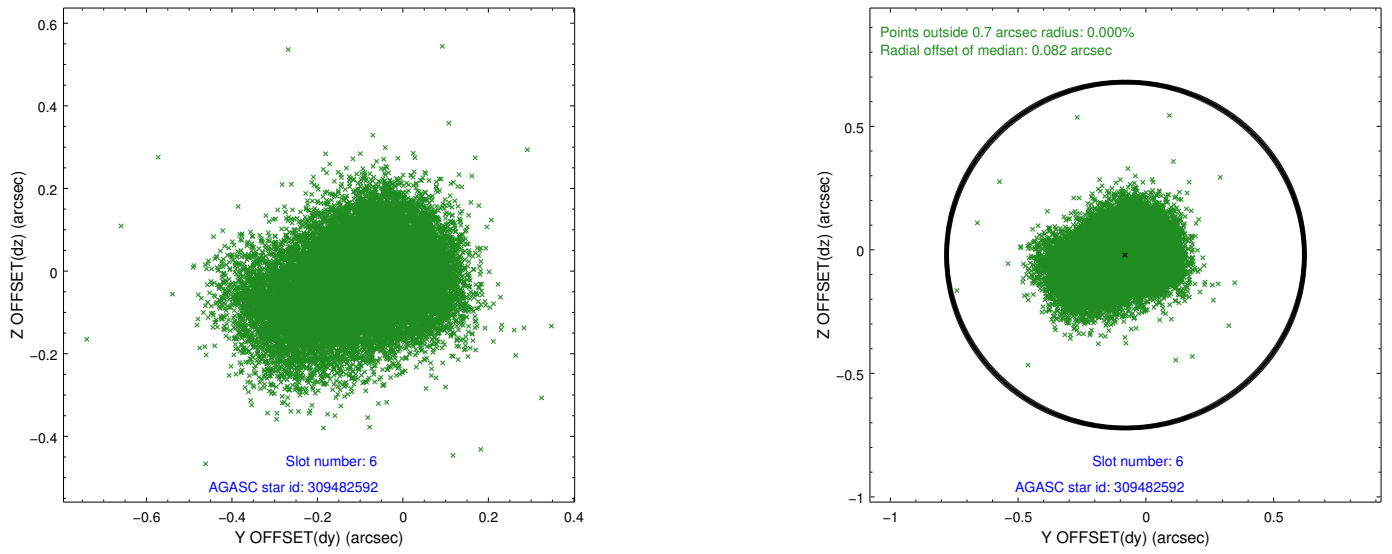 0.6
0.4
0.2
0
−0.2
−0.4
−0.6
−0.4
−0.2
0
0.2
0.4
Z OFFSET(dz) (arcsec)
Y OFFSET(dy) (arcsec)
Slot number: 6
AGASC star id: 309482592
Points outside 0.7 arcsec radius: 0.000%
Radial offset of median: 0.082 arcsec
0.5
0
−0.5
−1
−1
−0.5
0
0.5
Z OFFSET(dz) (arcsec)
Y OFFSET(dy) (arcsec)
Slot number: 6
AGASC star id: 309482592